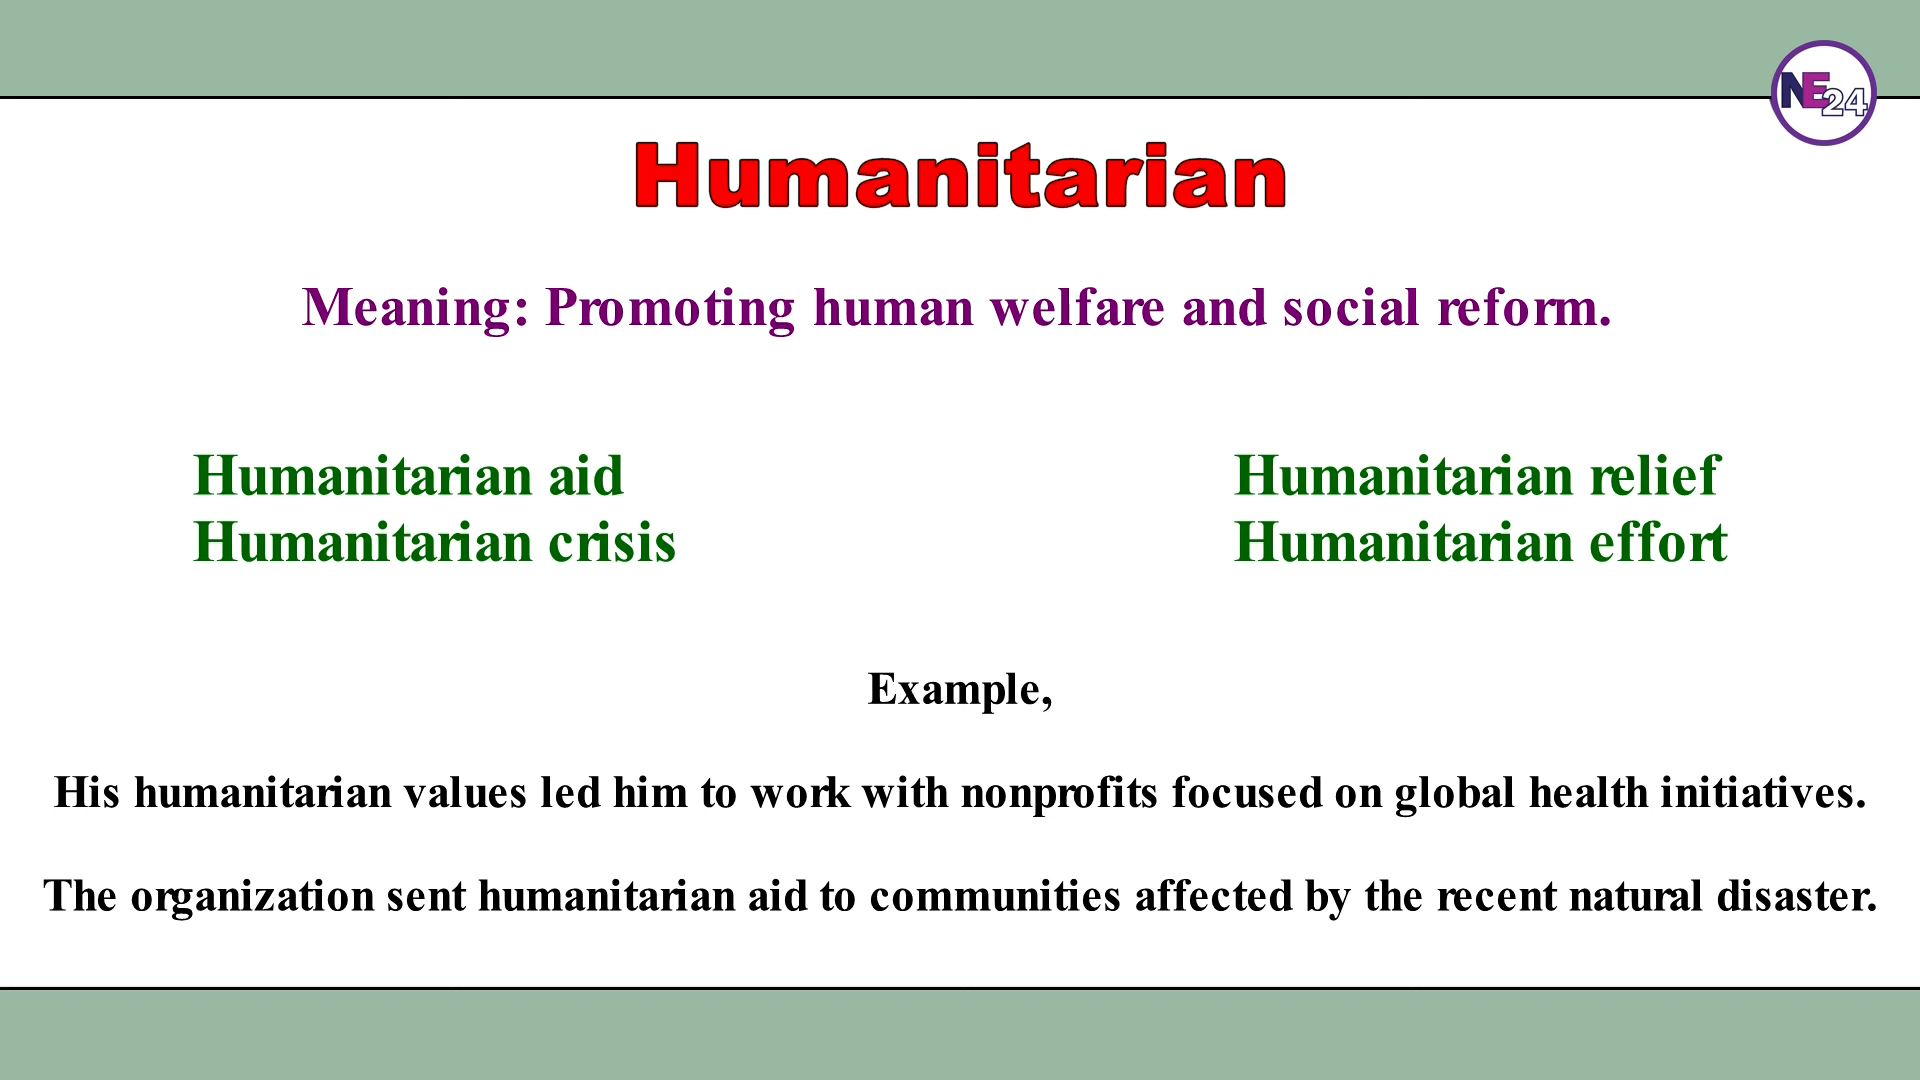 NE24
Humanitarian
Meaning: Promoting human welfare and social reform.
Humanitarian aid
Humanitarian crisis
Humanitarian relief
Humanitarian effort
Example,
His humanitarian values led him to work with nonprofits focused on global health initiatives.
The organization sent humanitarian aid to communities affected by the recent natural disaster.